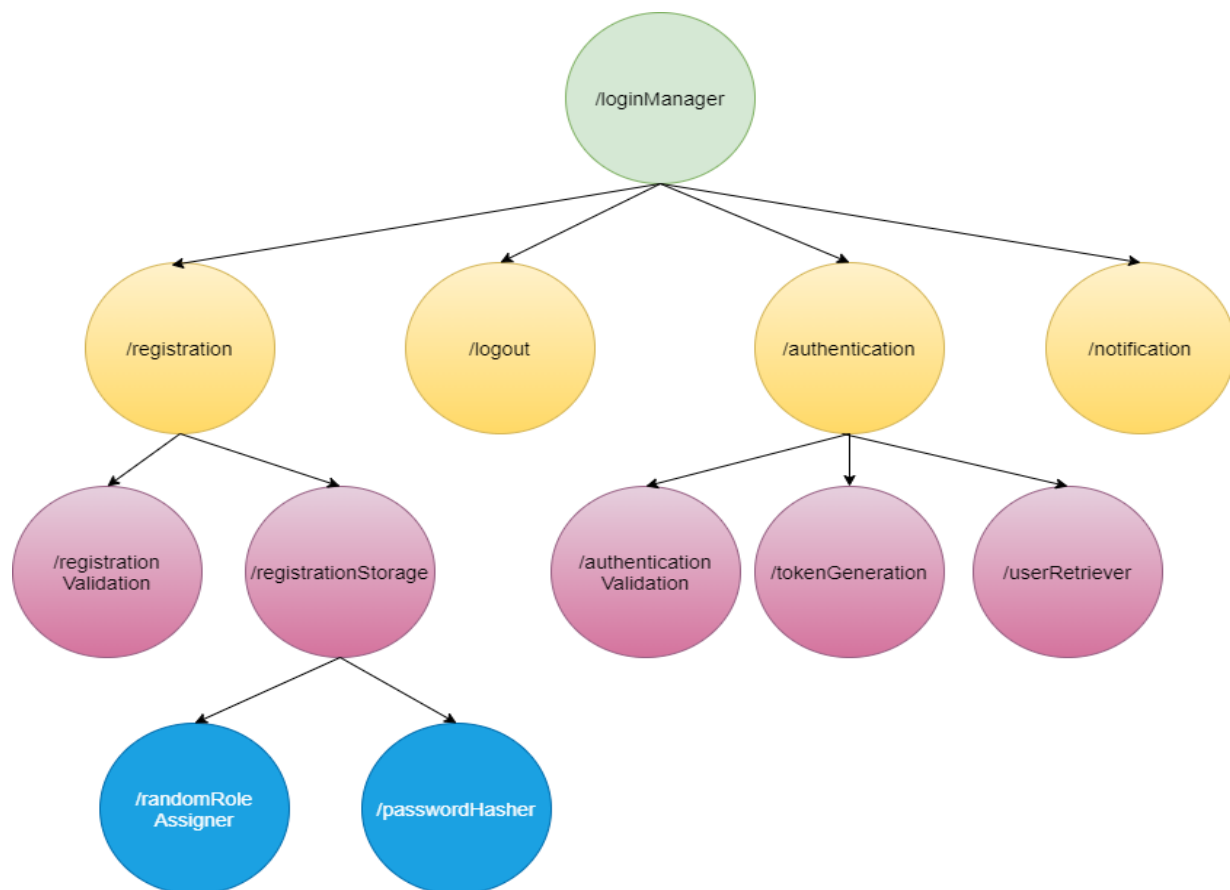 /loginManager
/registration
/logout
/authentication
/notification
/registration
Validation
/registrationStorage
/authentication
Validation
/tokenGeneration
/userRetriever
/randomRole
Assigner
/passwordHasher